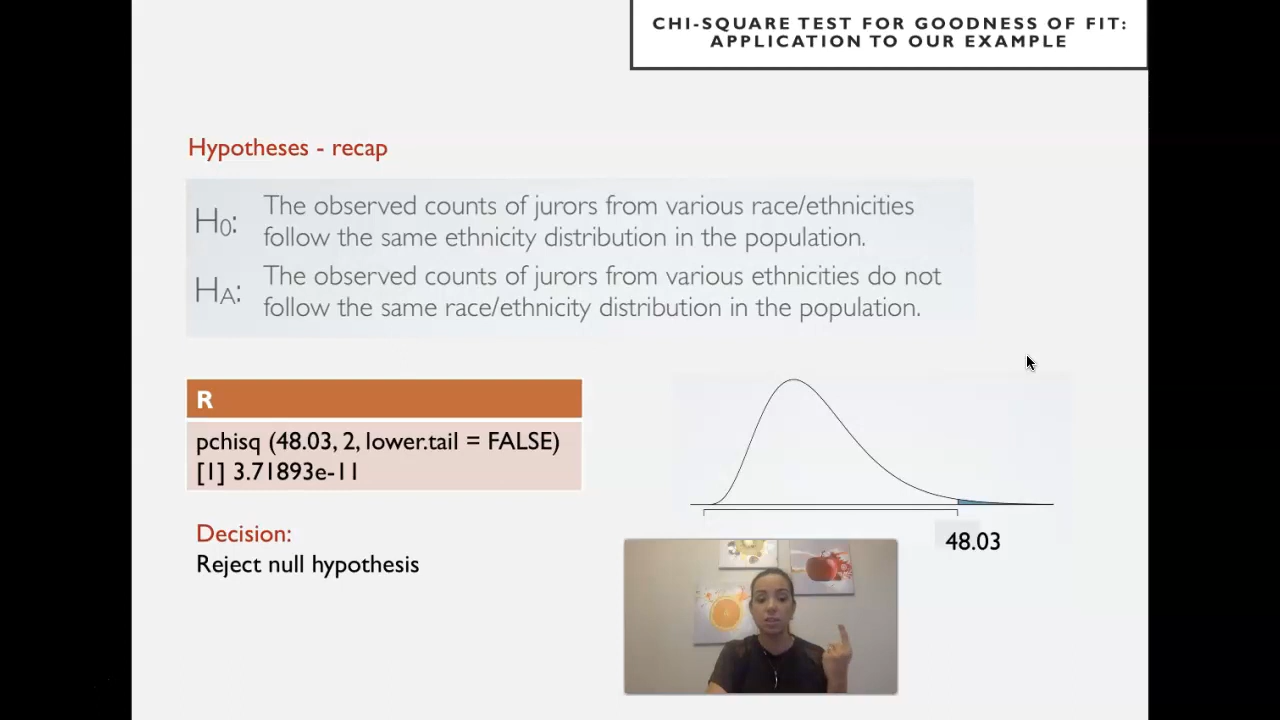 CHI-SQUARE TEST FOR GOODNESS OF FIT:
APPLICATION TO OUR EXAMPLE
Hypotheses - recap
H0: The observed counts of jurors from various race/ethnicities
follow the same ethnicity distribution in the population.
HA: The observed counts of jurors from various ethnicities do not
follow the same race/ethnicity distribution in the population.
R
pchisq (48.03, 2, lower.tail = FALSE)
[1] 3.71893e-11
Decision:
Reject null hypothesis
48.03